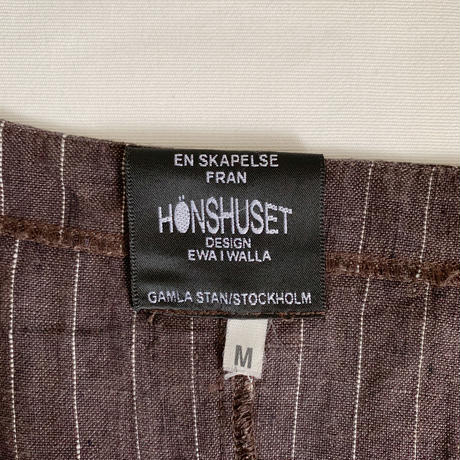 EN SKAPELSE
FRAN
HÖNSHUSET
DESIGN
EWA I WALLA
GAMLA STAN/STOCKHOLM
M